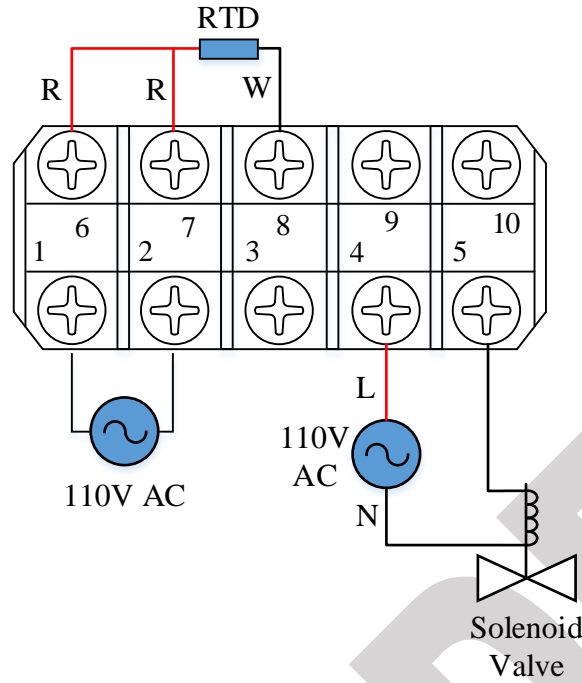 RTD
R R W
6 7 8 9 10
1 2 3 4 5
L
110V
AC
110V AC
N
Solenoid
Valve